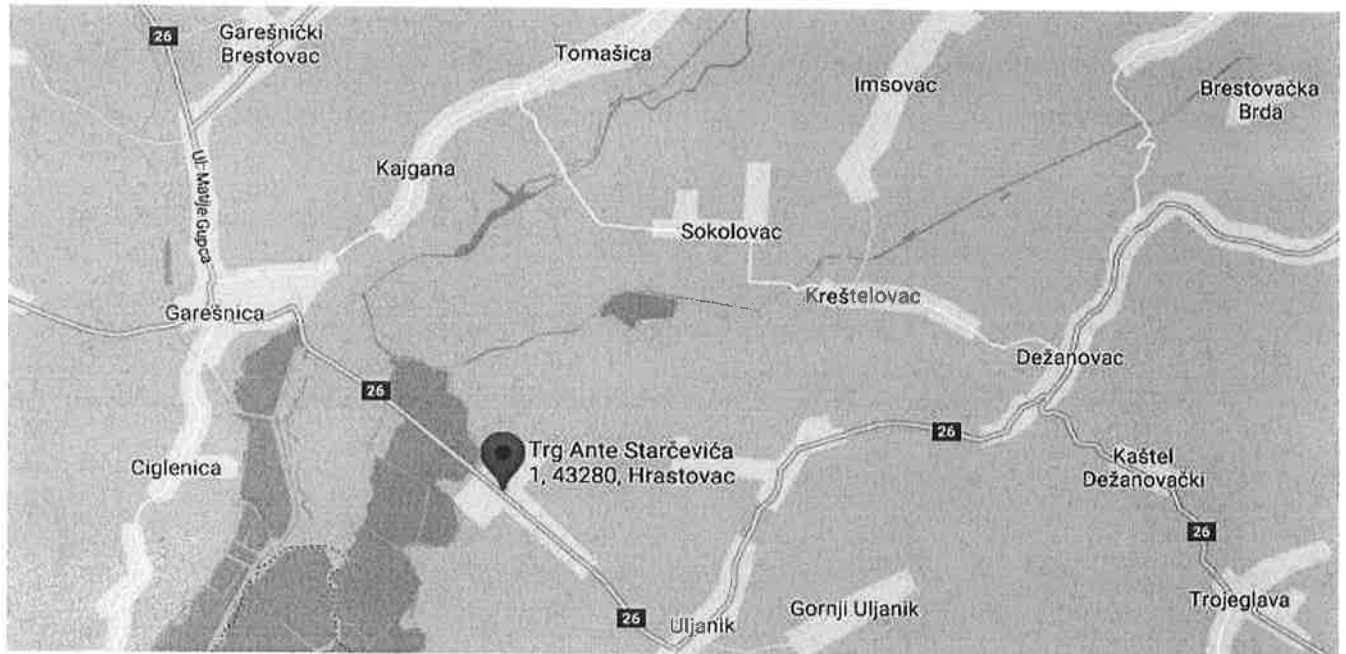 26
Garešnički
Brestovac
Tomašica
Imsovac
Brestovačka
Brda
Ul. Matije Gupca
Kajgana
Sokolovac
Kreštelovac
Garešnica
Dežanovac
26
26
Trg Ante Starčevića
1, 43280, Hrastovac
Ciglenica
Kaštel
Dežanovački
26
Gornji Uljanik
Trojeglava
26
Uljanik